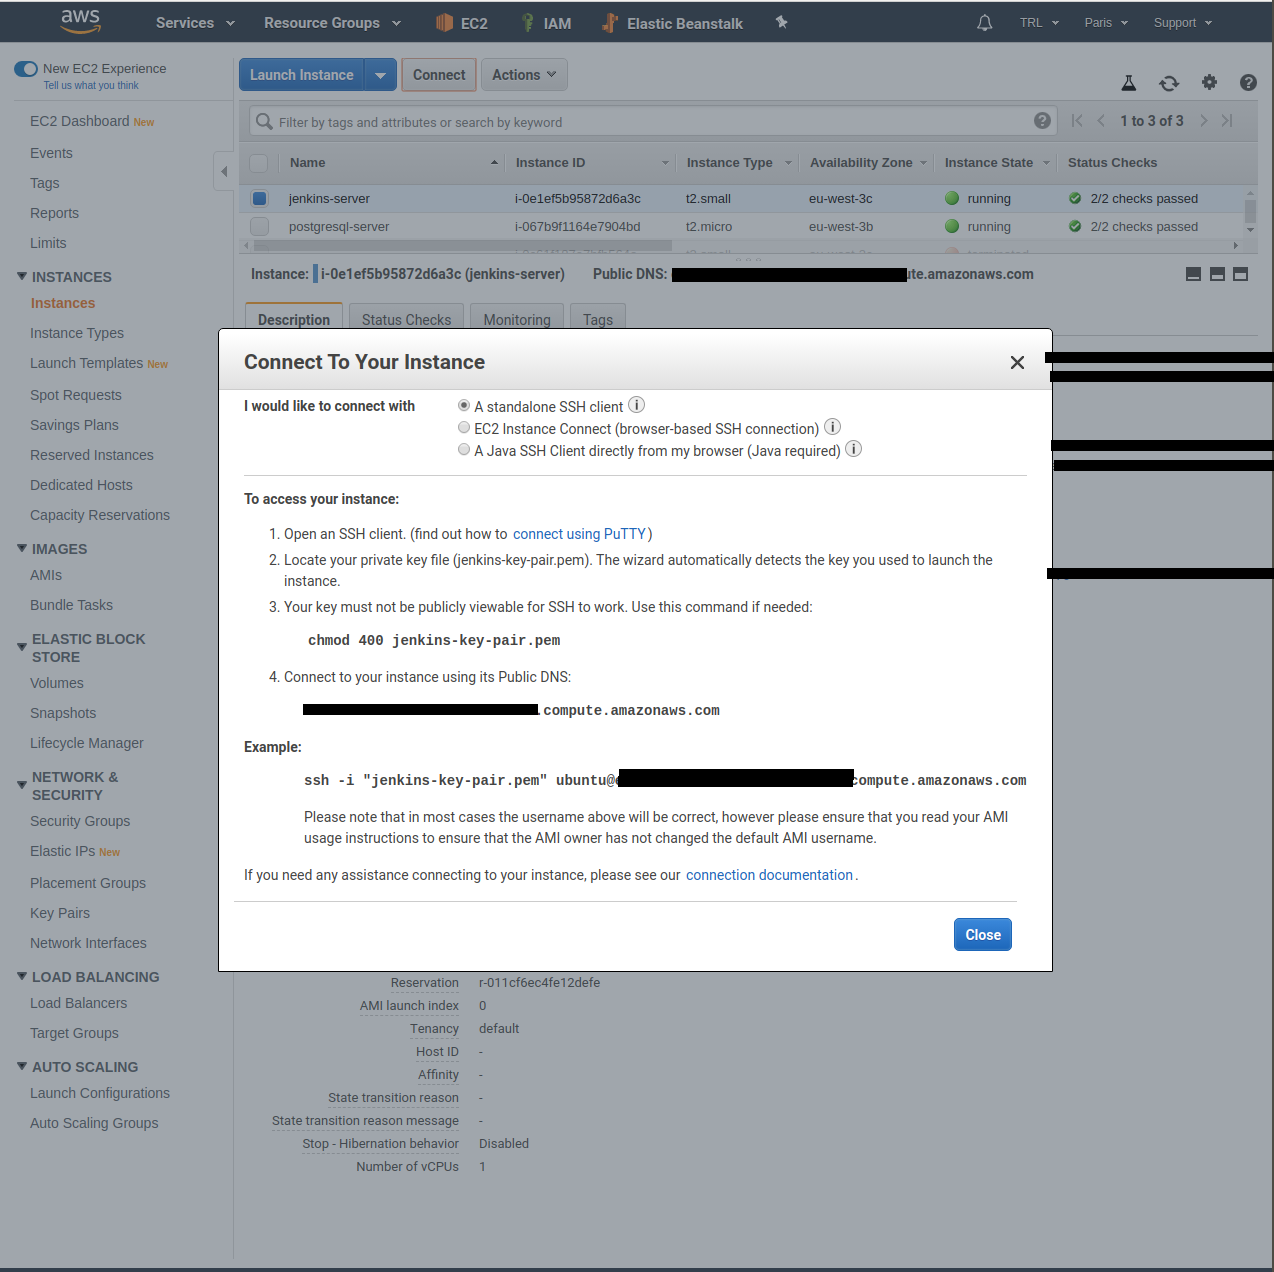 aws Services Resource Groups EC2 IAM Elastic Beanstalk TRL Paris Support
New EC2 Experience
Tell us what you think
Launch Instance Connect Actions
EC2 Dashboard New
Events
Tags
Reports
Limits
INSTANCES
Instances
Instance Types
Launch Templates New
Spot Requests
Savings Plans
Reserved Instances
Dedicated Hosts
Capacity Reservations
IMAGES
AMIs
Bundle Tasks
ELASTIC BLOCK
STORE
Volumes
Snapshots
Lifecycle Manager
NETWORK &
SECURITY
Security Groups
Elastic IPs New
Placement Groups
Key Pairs
Network Interfaces
LOAD BALANCING
Load Balancers
Target Groups
AUTO SCALING
Launch Configurations
Auto Scaling Groups
Filter by tags and attributes or search by keyword
1 to 3 of 3
Name Instance ID Instance Type Availability Zone Instance State Status Checks
jenkins-server i-0e1ef5b95872d6a3c t2.small eu-west-3c running 2/2 checks passed
postgresql-server i-067b9f1164e7904bd t2.micro eu-west-3b running 2/2 checks passed
Instance: i-0e1ef5b95872d6a3c (jenkins-server) Public DNS: te.amazonaws.com
Description Status Checks Monitoring Tags
Connect To Your Instance
I would like to connect with
A standalone SSH client
EC2 Instance Connect (browser-based SSH connection)
A Java SSH Client directly from my browser (Java required)
To access your instance:
1. Open an SSH client. (find out how to connect using PuTTY)
2. Locate your private key file (jenkins-key-pair.pem). The wizard automatically detects the key you used to launch the
instance.
3. Your key must not be publicly viewable for SSH to work. Use this command if needed:
chmod 400 jenkins-key-pair.pem
4. Connect to your instance using its Public DNS:
.compute.amazonaws.com
Example:
ssh -i "jenkins-key-pair.pem" ubuntu@ compute.amazonaws.com
Please note that in most cases the username above will be correct, however please ensure that you read your AMI
usage instructions to ensure that the AMI owner has not changed the default AMI username.
If you need any assistance connecting to your instance, please see our connection documentation.
Close
Reservation r-011cf6ec4fe12defe
AMI launch index 0
Tenancy default
Host ID -
Affinity -
State transition reason -
State transition reason message -
Stop - Hibernation behavior Disabled
Number of vCPUs 1